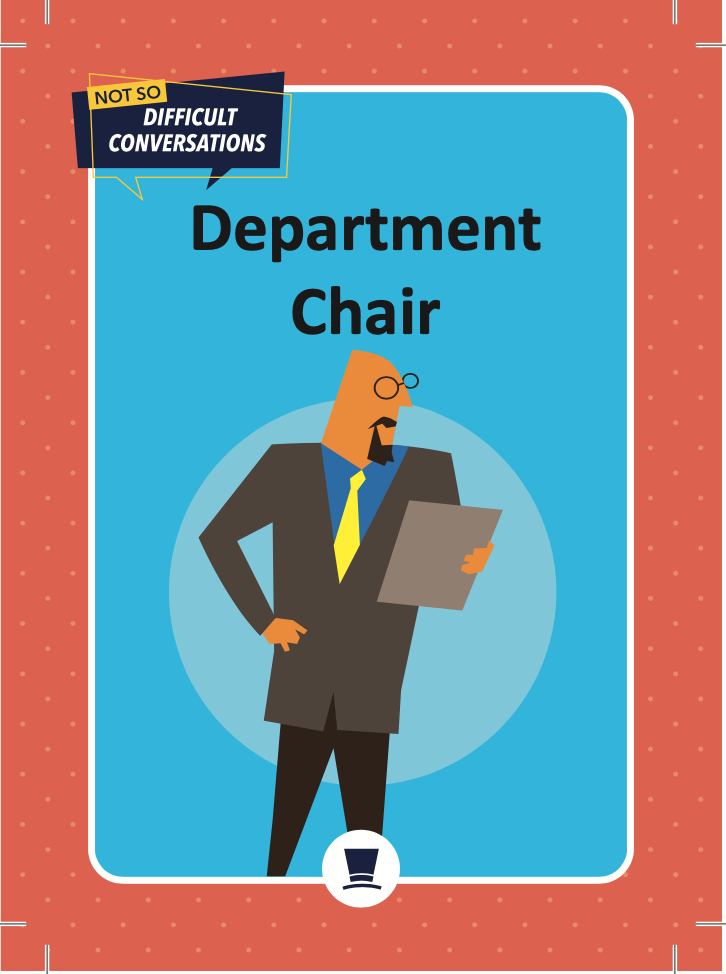 NOT SO
DIFFICULT
CONVERSATIONS
Department
Chair